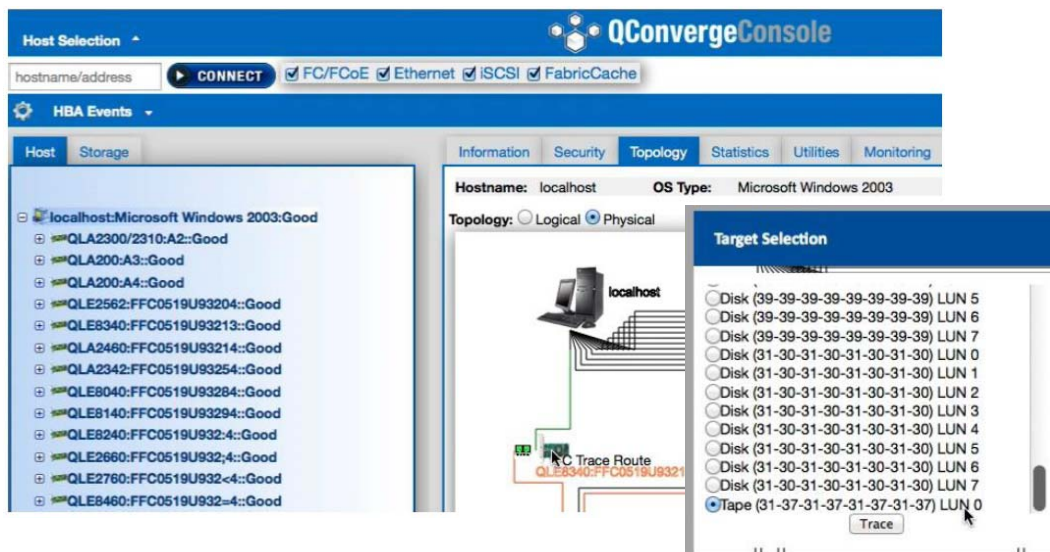 Host Selection
QConvergeConsole
hostname/address
CONNECT
FC/FCoE Ethernet iSCSI FabricCache
HBA Events
Host Storage
localhost:Microsoft Windows 2003:Good
QLA2300/2310:A2::Good
QLA200:A3::Good
QLA200:A4::Good
QLE2562:FFC0519U93204::Good
QLE8340:FFC0519U93213::Good
QLA2460:FFC0519U93214::Good
QLA2342:FFC0519U93254::Good
QLE8040:FFC0519U93284::Good
QLE8140:FFC0519U93294::Good
QLE8240:FFC0519U932:4::Good
QLE2660:FFC0519U932;4::Good
QLE2760:FFC0519U932<4::Good
QLE8460:FFC0519U932=4::Good
Information Security Topology Statistics Utilities Monitoring
Hostname: localhost OS Type: Microsoft Windows 2003
Topology: Logical Physical
localhost
C Trace Route
QLE8340:FFC0519U9321
Target Selection
Disk (39-39-39-39-39-39-39-39) LUN 5
Disk (39-39-39-39-39-39-39-39) LUN 6
Disk (39-39-39-39-39-39-39-39) LUN 7
Disk (31-30-31-30-31-30-31-30) LUN 0
Disk (31-30-31-30-31-30-31-30) LUN 1
Disk (31-30-31-30-31-30-31-30) LUN 2
Disk (31-30-31-30-31-30-31-30) LUN 3
Disk (31-30-31-30-31-30-31-30) LUN 4
Disk (31-30-31-30-31-30-31-30) LUN 5
Disk (31-30-31-30-31-30-31-30) LUN 6
Disk (31-30-31-30-31-30-31-30) LUN 7
Tape (31-37-31-37-31-37-31-37) LUN 0
Trace